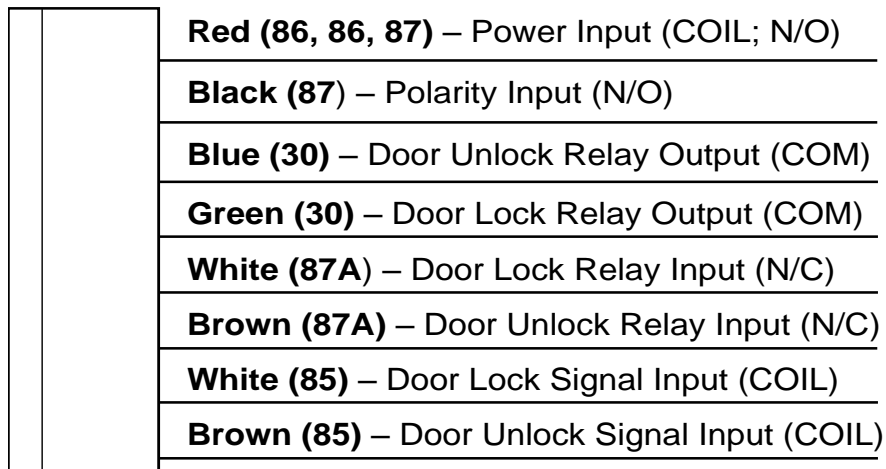 Red (86, 86, 87) – Power Input (COIL; N/O)
Black (87) – Polarity Input (N/O)
Blue (30) – Door Unlock Relay Output (COM)
Green (30) – Door Lock Relay Output (COM)
White (87A) – Door Lock Relay Input (N/C)
Brown (87A) – Door Unlock Relay Input (N/C)
White (85) – Door Lock Signal Input (COIL)
Brown (85) – Door Unlock Signal Input (COIL)